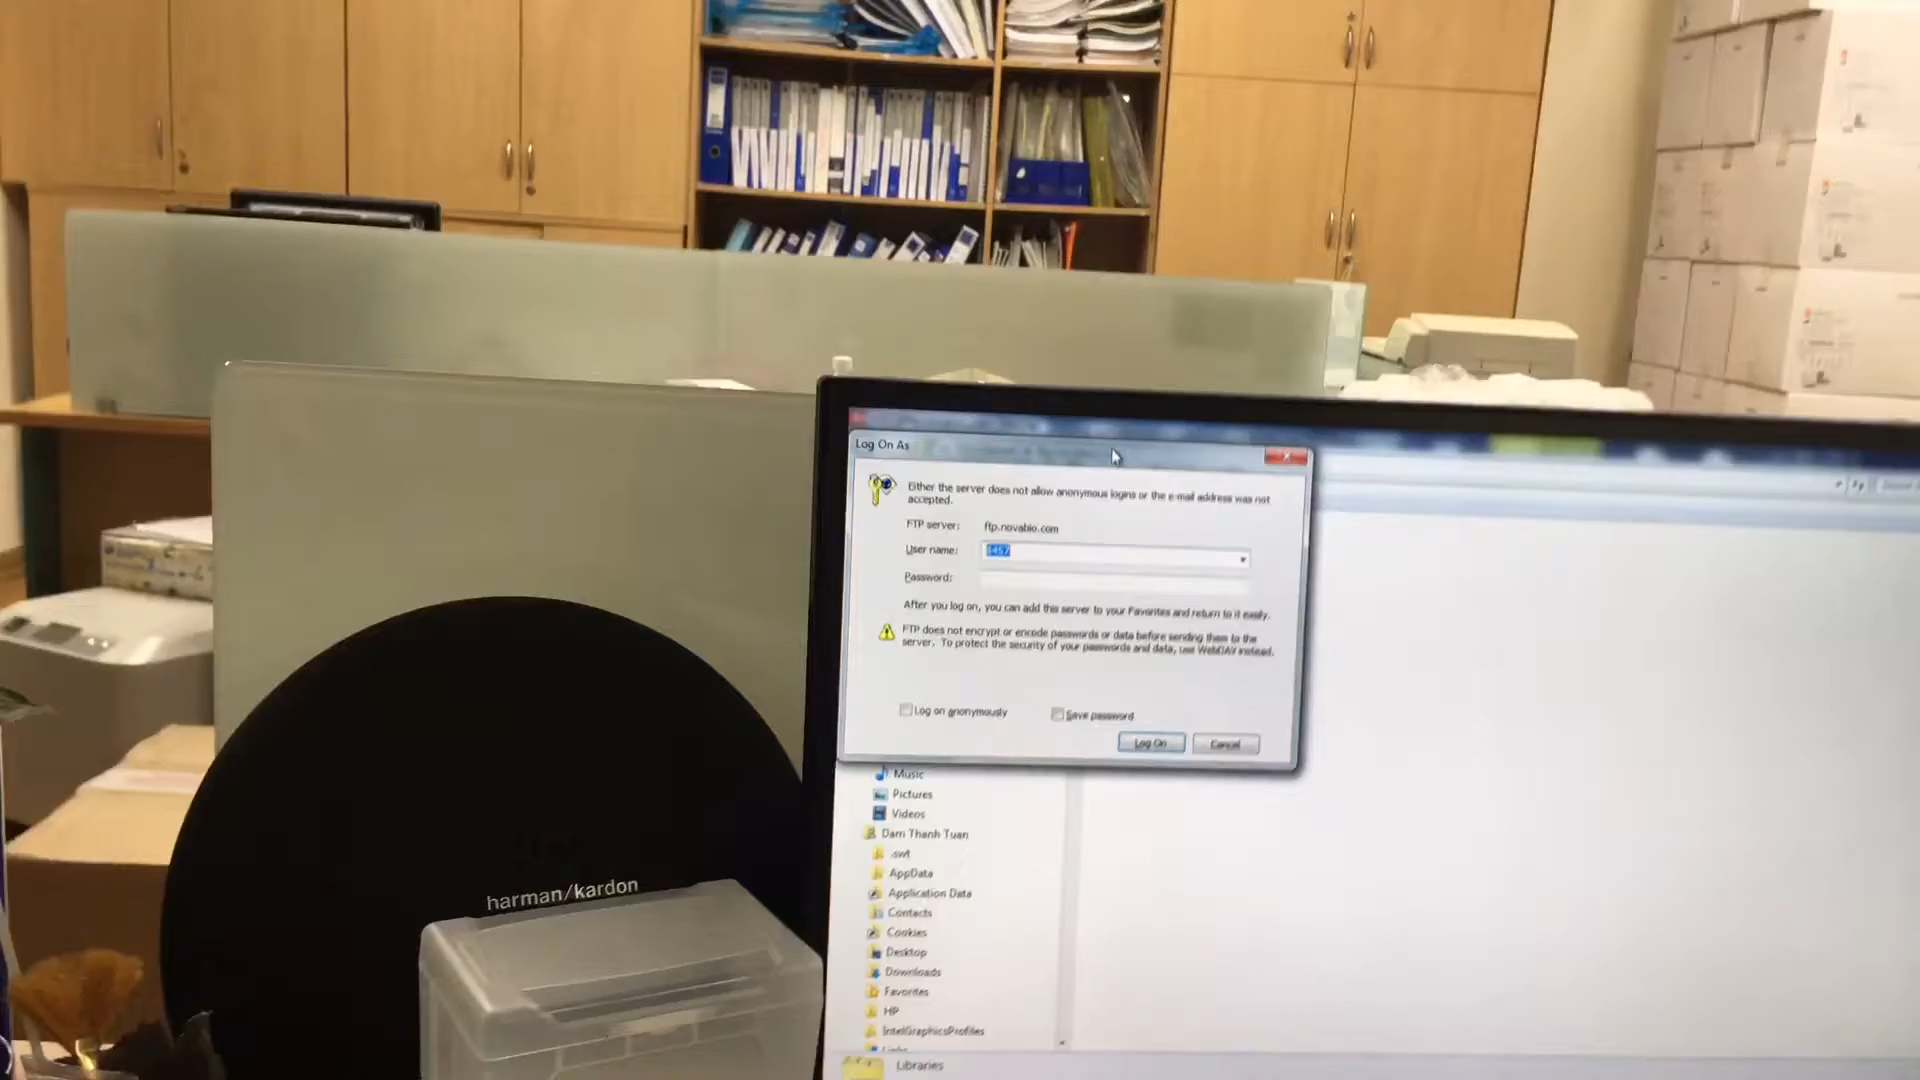 Log On As
Either the server does not allow anonymous logins or the e-mail address was not
accepted.
FTP server: ftp.novabio.com
User name:
Password:
After you log on, you can add this server to your Favorites and return to it easily.
FTP does not encrypt or encode passwords or data before sending them to the
server. To protect the security of your passwords and data, use WebDAV instead.
Log on anonymously
Save password
Log On
Cancel
Music
Pictures
Videos
Dam Thanh Tuan
.swt
AppData
Application Data
Contacts
Cookies
Desktop
Downloads
Favorites
HP
IntelGraphicsProfiles
Links
Libraries
harman/kardon